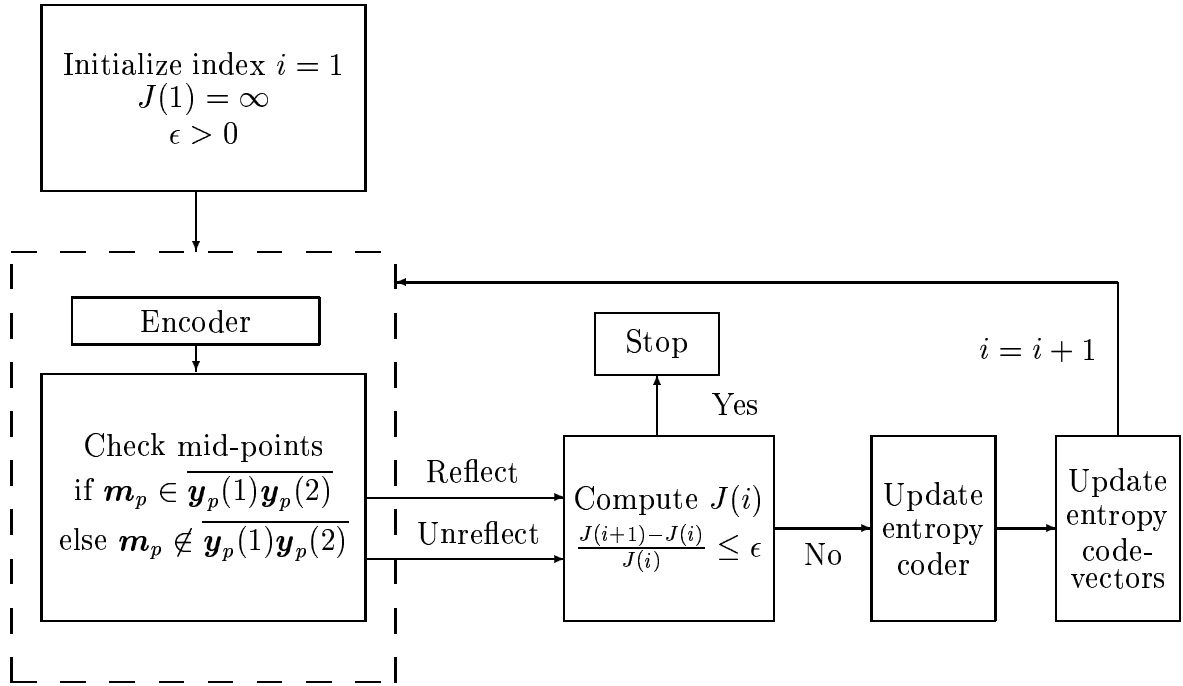 Initialize index i = 1
J(1) = ∞
ϵ > 0
Encoder
Check mid-points
if m_p ∈ \overline{y_p(1)y_p(2)}
else m_p ∉ \overline{y_p(1)y_p(2)}
Reflect
Unreflect
Stop
Yes
Compute J(i)
\frac{J(i+1)−J(i)}{J(i)} ≤ ϵ
No
Update
entropy
coder
i = i + 1
Update
entropy
code-
vectors